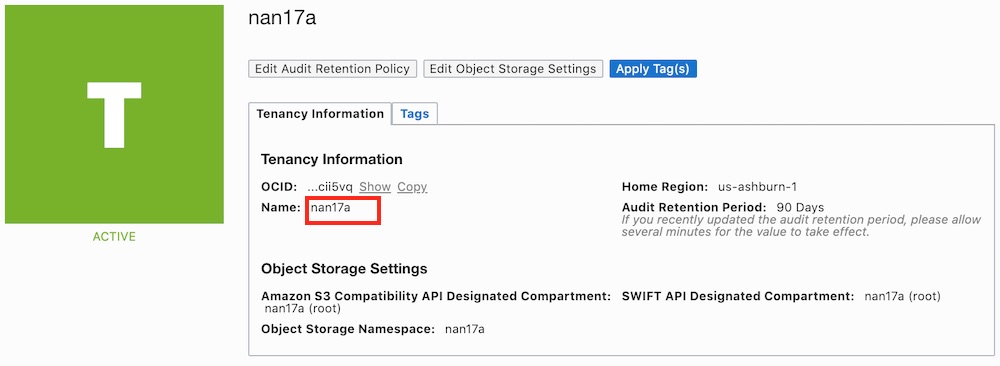 nan17a
T
Edit Audit Retention Policy Edit Object Storage Settings Apply Tag(s)
Tenancy Information Tags
ACTIVE
Tenancy Information
OCID: ...cii5vq Show Copy
Name: nan17a
Home Region: us-ashburn-1
Audit Retention Period: 90 Days
If you recently updated the audit retention period, please allow
several minutes for the value to take effect.
Object Storage Settings
Amazon S3 Compatibility API Designated Compartment:
nan17a (root)
SWIFT API Designated Compartment: nan17a (root)
Object Storage Namespace: nan17a